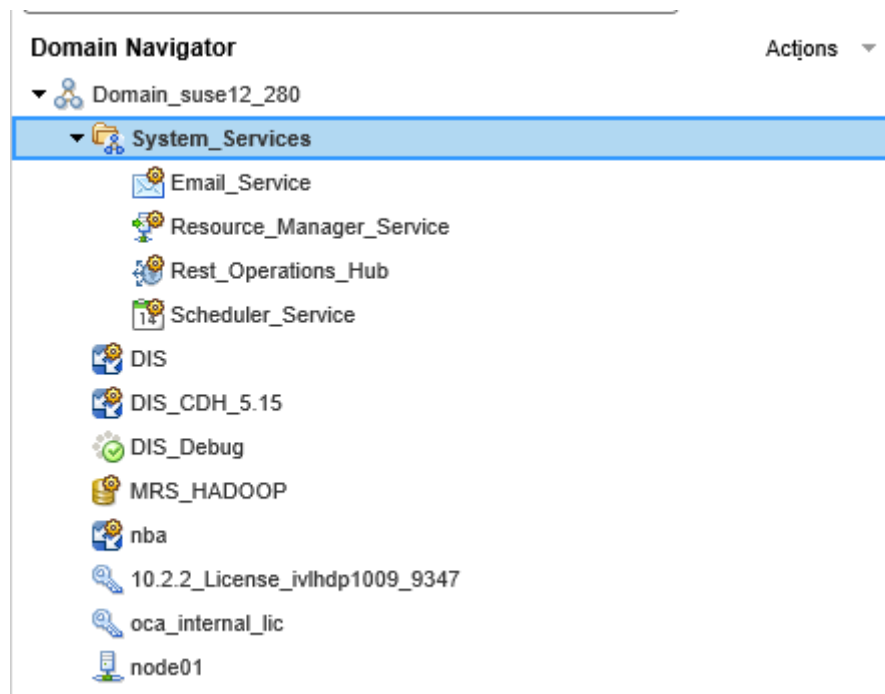 Domain Navigator Actions
Domain_suse12_280
System_Services
Email_Service
Resource_Manager_Service
Rest_Operations_Hub
14 Scheduler_Service
DIS
DIS_CDH_5.15
DIS_Debug
MRS_HADOOP
nba
10.2.2_License_ivlhdp1009_9347
oca_internal_lic
node01